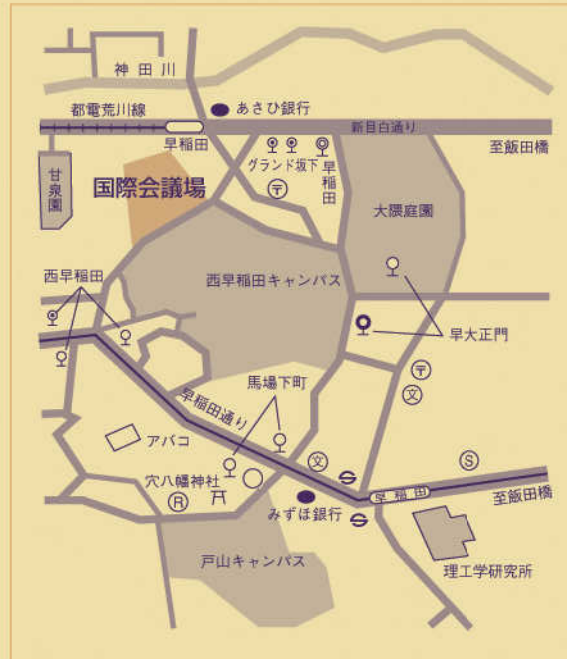 神田川
都電荒川線
あさひ銀行
新目白通り
早稲田
至飯田橋
グランド坂下
早稲田
〒
甘泉園
国際会議場
大隈庭園
西早稲田
西早稲田キャンパス
早大正門
〒
文
馬場下町
早稲田通り
アバコ
文
S
穴八幡神社
R
早稲田
至飯田橋
みずほ銀行
戸山キャンパス
理工学研究所